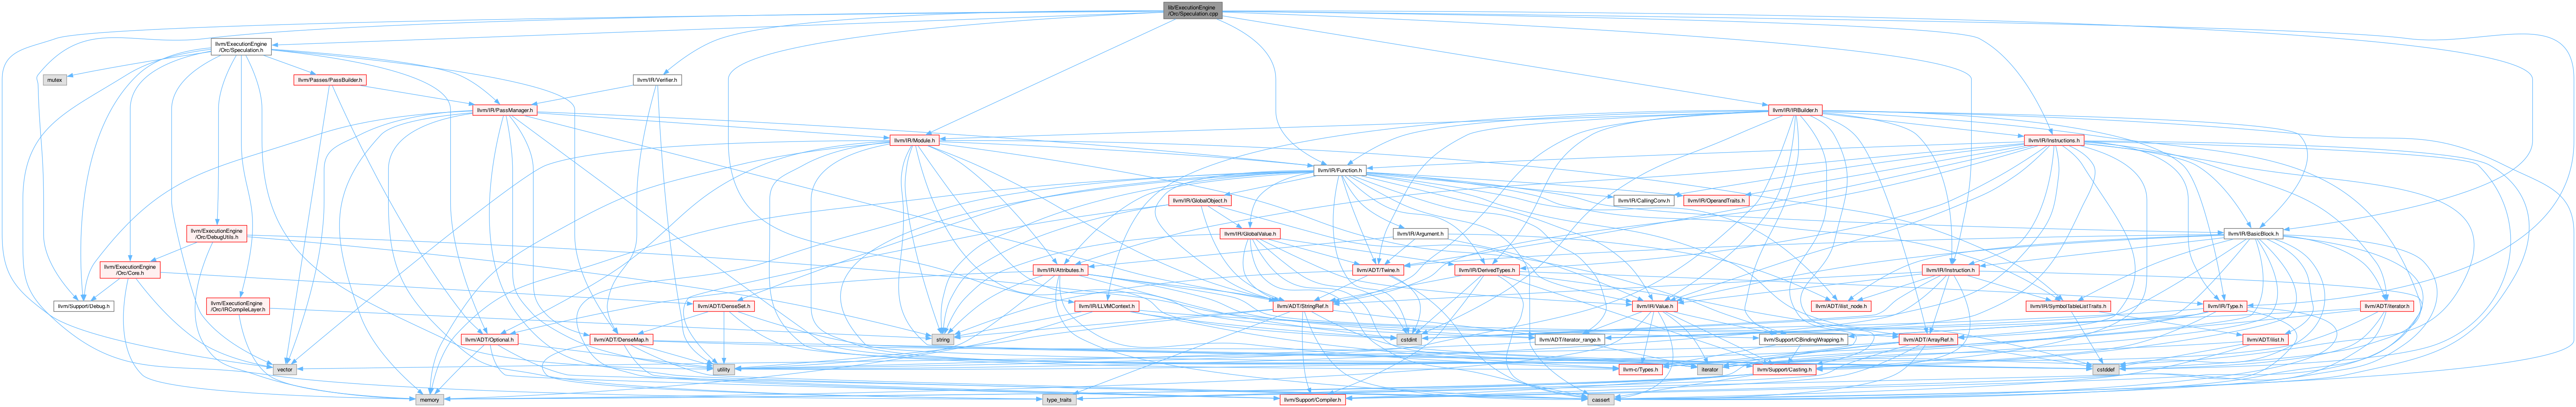 lib/ExecutionEngine
/Orc/Speculation.cpp
llvm/ExecutionEngine
/Orc/Speculation.h
mutex
llvm/Passes/PassBuilder.h
llvm/IR/Verifier.h
llvm/IR/PassManager.h
llvm/IR/IRBuilder.h
llvm/IR/Module.h
llvm/IR/Instructions.h
llvm/IR/Function.h
llvm/IR/GlobalObject.h
llvm/IR/CallingConv.h
llvm/IR/OperandTraits.h
llvm/ExecutionEngine
/Orc/DebugUtils.h
llvm/IR/GlobalValue.h
llvm/IR/Argument.h
llvm/IR/BasicBlock.h
llvm/ExecutionEngine
/Orc/Core.h
llvm/IR/Attributes.h
llvm/ADT/Twine.h
llvm/IR/DerivedTypes.h
llvm/IR/Instruction.h
llvm/Support/Debug.h
llvm/ExecutionEngine
/Orc/IRCompileLayer.h
llvm/ADT/DenseSet.h
llvm/IR/LLVMContext.h
llvm/ADT/StringRef.h
llvm/IR/Value.h
llvm/ADT/ilist_node.h
llvm/IR/SymbolTableListTraits.h
llvm/IR/Type.h
llvm/ADT/iterator.h
llvm/ADT/Optional.h
llvm/ADT/DenseMap.h
string
cstdint
llvm/ADT/iterator_range.h
llvm/Support/CBindingWrapping.h
llvm/ADT/ArrayRef.h
llvm/ADT/ilist.h
vector
utility
llvm-c/Types.h
iterator
llvm/Support/Casting.h
cstddef
memory
type_traits
llvm/Support/Compiler.h
cassert